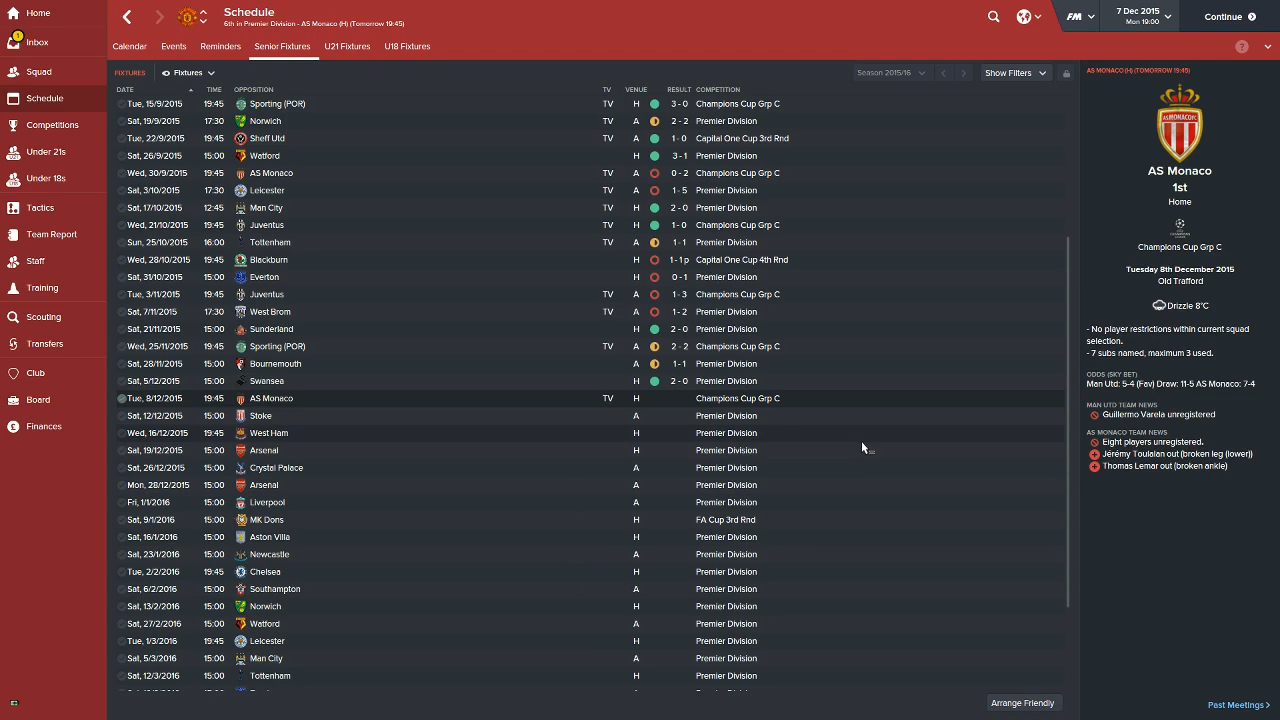 Home
Inbox
1
Squad
Schedule
Competitions
Under 21s
Under 18s
Tactics
Team Report
Staff
Training
Scouting
Transfers
Club
Board
Finances
Schedule
6th in Premier Division - AS Monaco (H) (Tomorrow 19:45)
FM
7 Dec 2015
Mon 19:00
Continue
Calendar Events Reminders Senior Fixtures U21 Fixtures U18 Fixtures
?
FIXTURES Fixtures Season 2015/16 Show Filters
DATE TIME OPPOSITION TV VENUE RESULT COMPETITION
Tue, 15/9/2015 19:45 Sporting (POR) TV H 3 - 0 Champions Cup Grp C
Sat, 19/9/2015 17:30 Norwich TV A 2 - 2 Premier Division
Tue, 22/9/2015 19:45 Sheff Utd TV A 1 - 0 Capital One Cup 3rd Rnd
Sat, 26/9/2015 15:00 Watford H 3 - 1 Premier Division
Wed, 30/9/2015 19:45 AS Monaco TV A 0 - 2 Champions Cup Grp C
Sat, 3/10/2015 17:30 Leicester TV A 1 - 5 Premier Division
Sat, 17/10/2015 12:45 Man City TV H 2 - 0 Premier Division
Wed, 21/10/2015 19:45 Juventus TV H 1 - 0 Champions Cup Grp C
Sun, 25/10/2015 16:00 Tottenham TV A 1 - 1 Premier Division
Wed, 28/10/2015 19:45 Blackburn H 1 - 1 p Capital One Cup 4th Rnd
Sat, 31/10/2015 15:00 Everton H 0 - 1 Premier Division
Tue, 3/11/2015 19:45 Juventus TV A 1 - 3 Champions Cup Grp C
Sat, 7/11/2015 17:30 West Brom TV A 1 - 2 Premier Division
Sat, 21/11/2015 15:00 Sunderland H 2 - 0 Premier Division
Wed, 25/11/2015 19:45 Sporting (POR) TV A 2 - 2 Champions Cup Grp C
Sat, 28/11/2015 15:00 Bournemouth A 1 - 1 Premier Division
Sat, 5/12/2015 15:00 Swansea H 2 - 0 Premier Division
Tue, 8/12/2015 19:45 AS Monaco TV H Champions Cup Grp C
Sat, 12/12/2015 15:00 Stoke A Premier Division
Wed, 16/12/2015 19:45 West Ham H Premier Division
Sat, 19/12/2015 15:00 Arsenal H Premier Division
Sat, 26/12/2015 15:00 Crystal Palace A Premier Division
Mon, 28/12/2015 15:00 Arsenal A Premier Division
Fri, 1/1/2016 15:00 Liverpool H Premier Division
Sat, 9/1/2016 15:00 MK Dons H FA Cup 3rd Rnd
Sat, 16/1/2016 15:00 Aston Villa H Premier Division
Sat, 23/1/2016 15:00 Newcastle A Premier Division
Tue, 2/2/2016 19:45 Chelsea H Premier Division
Sat, 6/2/2016 15:00 Southampton A Premier Division
Sat, 13/2/2016 15:00 Norwich H Premier Division
Sat, 27/2/2016 15:00 Watford A Premier Division
Tue, 1/3/2016 19:45 Leicester H Premier Division
Sat, 5/3/2016 15:00 Man City A Premier Division
Sat, 12/3/2016 15:00 Tottenham H Premier Division
Arrange Friendly
AS MONACO (H) (TOMORROW 19:45)
AS MONACO FC
AS Monaco
1st
Home
Champions Cup Grp C
Tuesday 8th December 2015
Old Trafford
Drizzle 8°C
- No player restrictions within current squad
selection.
- 7 subs named, maximum 3 used.
ODDS (SKY BET)
Man Utd: 5-4 (Fav) Draw: 11-5 AS Monaco: 7-4
MAN UTD TEAM NEWS
Guillermo Varela unregistered
AS MONACO TEAM NEWS
Eight players unregistered.
Jérémy Toulalan out (broken leg (lower))
Thomas Lemar out (broken ankle)
Past Meetings >